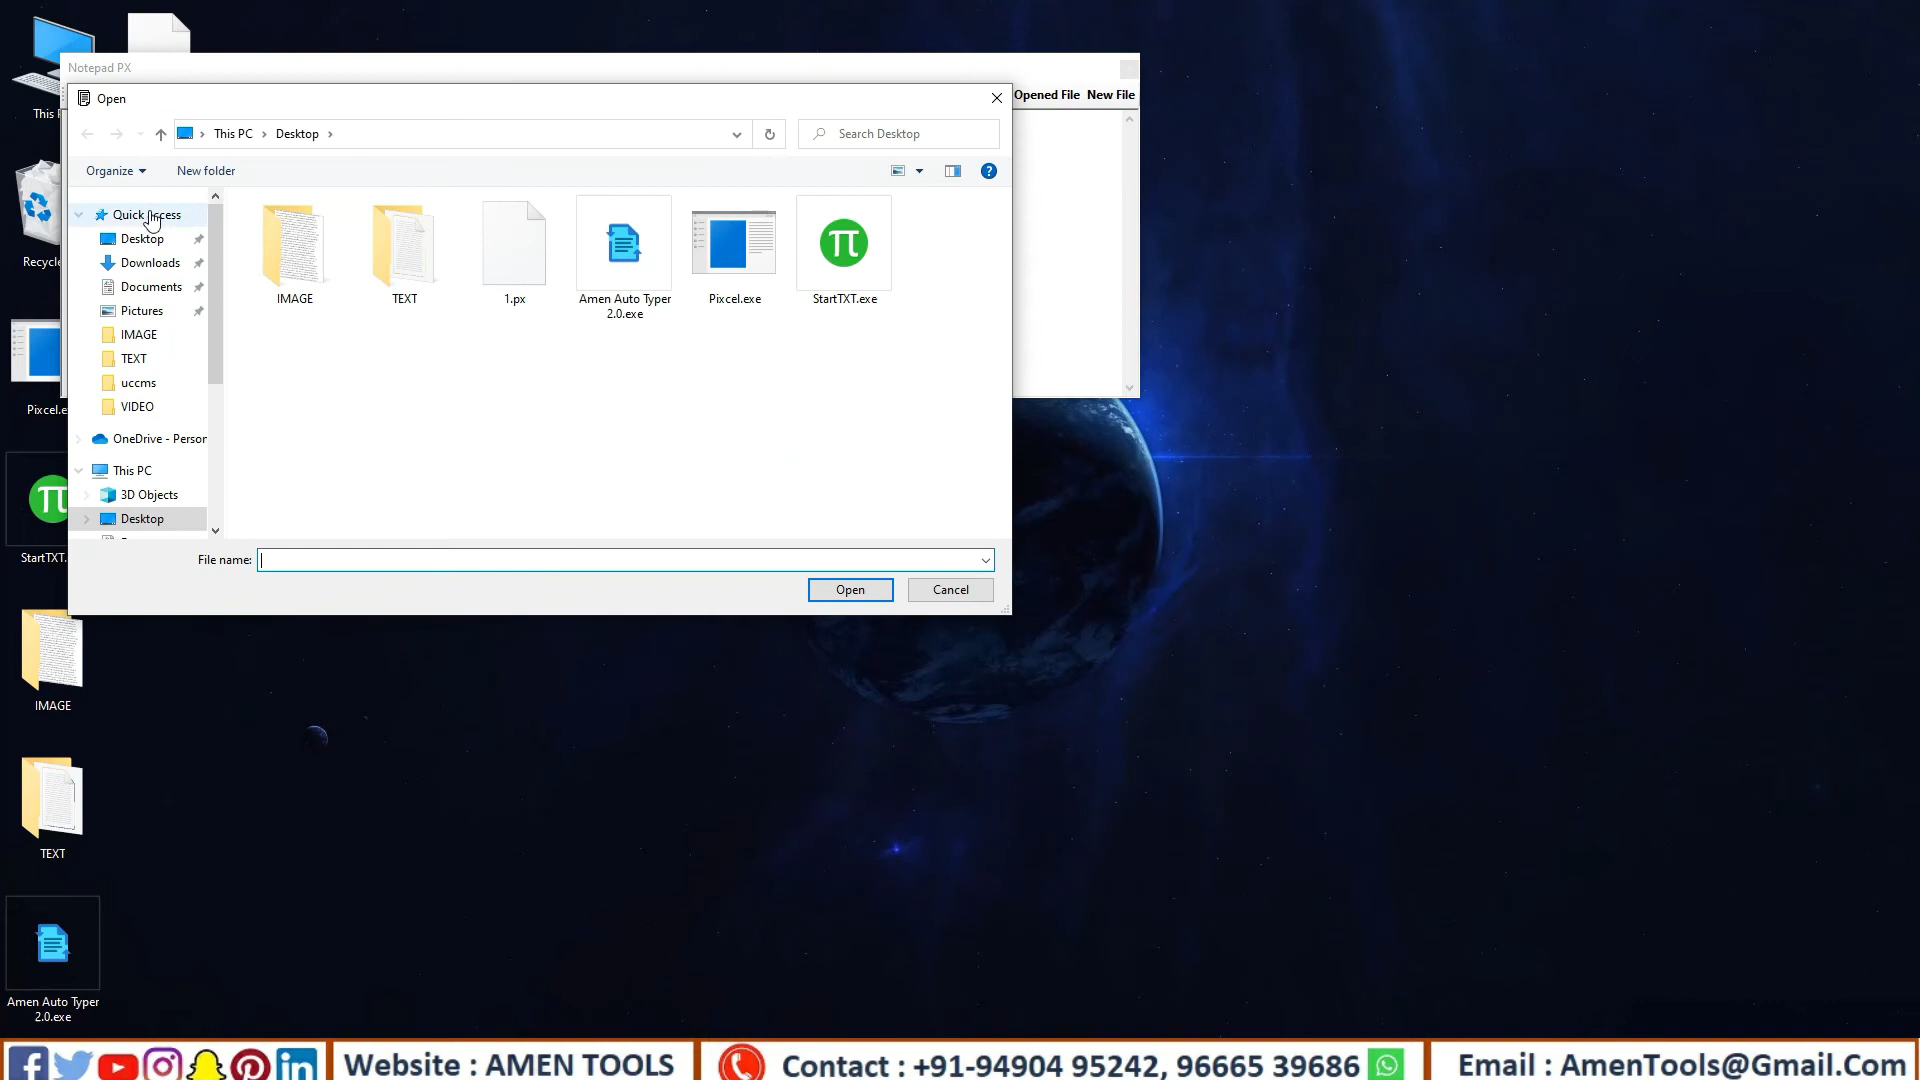 This P
Recycle
Pixcel.e
StartTXT.
IMAGE
TEXT
Amen Auto Typer
2.0.exe
Notepad PX
Opened File New File
Open
This PC > Desktop >
Search Desktop
Organize
New folder
Quick access
Desktop
Downloads
Documents
Pictures
IMAGE
TEXT
uccms
VIDEO
OneDrive - Person
This PC
3D Objects
Desktop
IMAGE
TEXT
1.px
Amen Auto Typer
2.0.exe
Pixcel.exe
StartTXT.exe
File name:
Open
Cancel
Website : AMEN TOOLS
Contact : +91-94904 95242, 96665 39686
Email : AmenTools@Gmail.Com